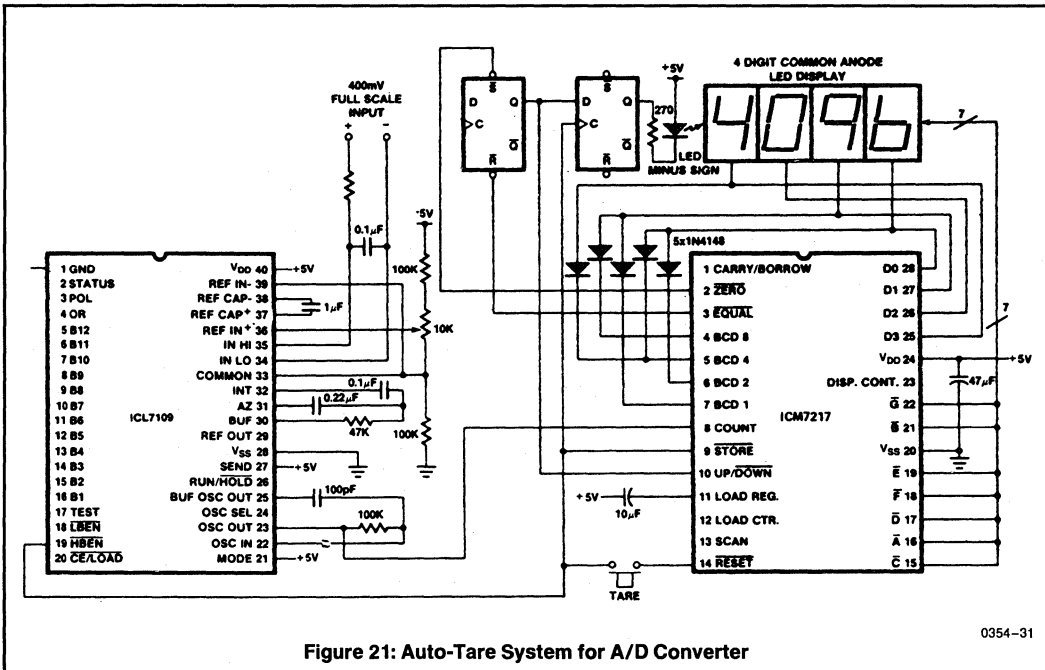 400mV
FULL SCALE
INPUT
+
-
0.1μF
-5V
100K
10K
100K
1 GND
2 STATUS
3 POL
4 OR
5 B12
6 B11
7 B10
8 B9
9 B8
10 B7
11 B6
12 B5
13 B4
14 B3
15 B2
16 B1
17 TEST
18 LBEN
19 HBEN
20 CE/LOAD
ICL7109
VDD 40
REF IN- 39
REF CAP- 38
REF CAP+ 37
REF IN+ 36
IN HI 35
IN LO 34
COMMON 33
INT 32
AZ 31
BUF 30
REF OUT 29
VSS 28
SEND 27
RUN/HOLD 26
BUF OSC OUT 25
OSC SEL 24
OSC OUT 23
OSC IN 22
MODE 21
+5V
1μF
0.1μF
0.22μF
47K
+5V
100pF
100K
+5V
S
D
Q
C
Q
R
S
D
Q
C
Q
R
+5V
270
LED
MINUS SIGN
4 DIGIT COMMON ANODE
LED DISPLAY
4096
7
5x1N4148
1 CARRY/BORROW
2 ZERO
3 EQUAL
4 BCD 8
5 BCD 4
6 BCD 2
7 BCD 1
8 COUNT
9 STORE
10 UP/DOWN
11 LOAD REG.
12 LOAD CTR.
13 SCAN
14 RESET
ICM7217
D0 28
D1 27
D2 26
D3 25
VDD 24
DISP. CONT. 23
G 22
B 21
VSS 20
E 19
F 18
D 17
A 16
C 15
7
+5V
47μF
+5V
10μF
TARE
0354-31
Figure 21: Auto-Tare System for A/D Converter